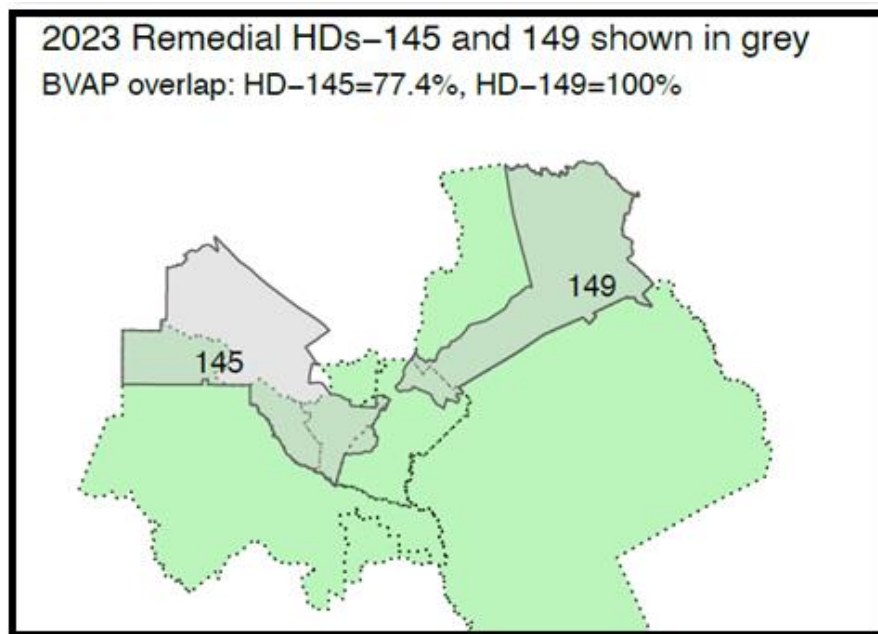 2023 Remedial HDs−145 and 149 shown in grey
BVAP overlap: HD−145=77.4%, HD−149=100%
149
145